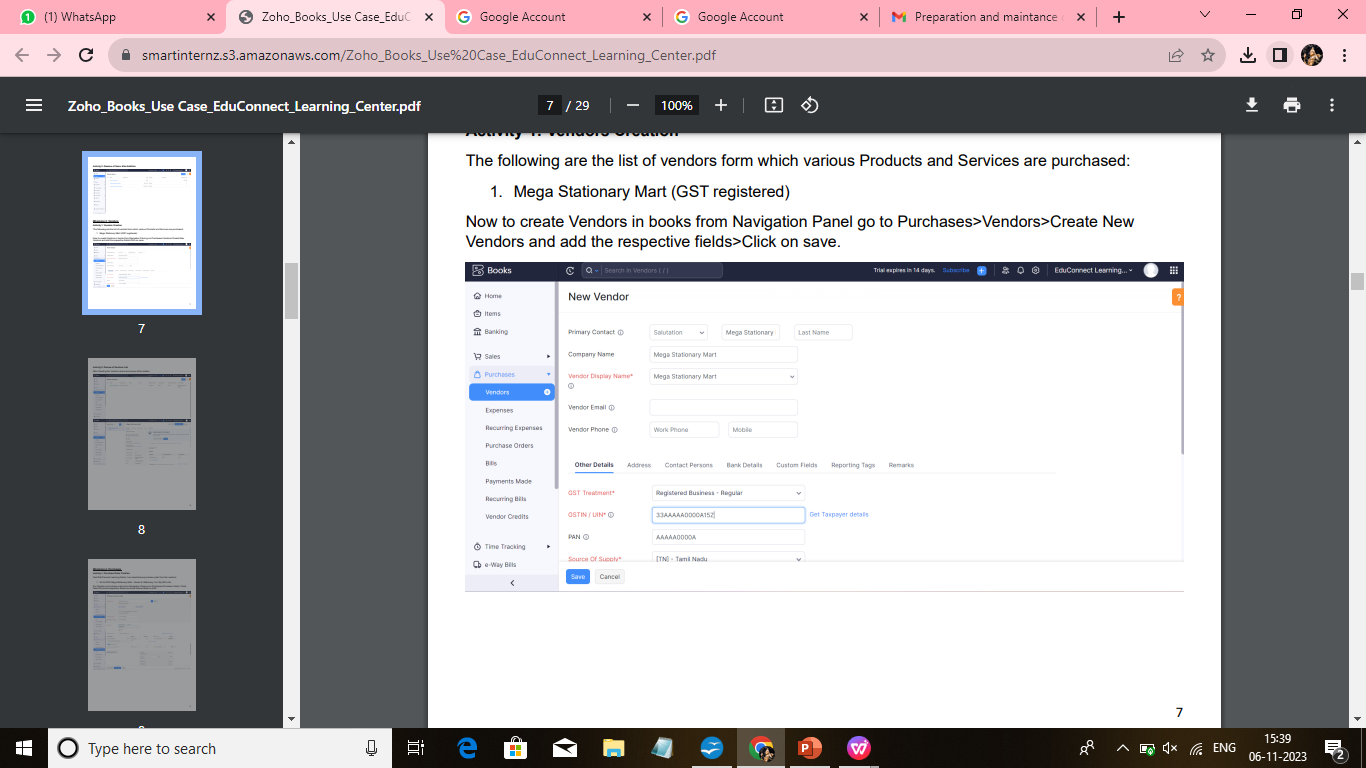 (1) WhatsApp
Zoho_Books_Use Case_EduC
Google Account
Google Account
Preparation and maintance
smartinternz.s3.amazonaws.com/Zoho_Books_Use%20Case_EduConnect_Learning_Center.pdf
Zoho_Books_Use Case_EduConnect_Learning_Center.pdf
7 / 29
100%
7
8
Activity 1: Vendors Creation
The following are the list of vendors form which various Products and Services are purchased:
1. Mega Stationary Mart (GST registered)
Now to create Vendors in books from Navigation Panel go to Purchases>Vendors>Create New
Vendors and add the respective fields>Click on save.
Books
Search in Vendors ( / )
Trial expires in 14 days.
Subscribe
EduConnect Learning...
Home
Items
Banking
Sales
Purchases
Vendors
Expenses
Recurring Expenses
Purchase Orders
Bills
Payments Made
Recurring Bills
Vendor Credits
Time Tracking
e-Way Bills
New Vendor
?
Primary Contact
Salutation
Mega Stationary
Last Name
Company Name
Mega Stationary Mart
Vendor Display Name*
Mega Stationary Mart
Vendor Email
Vendor Phone
Work Phone
Mobile
Other Details
Address
Contact Persons
Bank Details
Custom Fields
Reporting Tags
Remarks
GST Treatment*
Registered Business - Regular
GSTIN / UIN*
33AAAAA0000A15Z
Get Taxpayer details
PAN
AAAAA0000A
Source Of Supply*
[TN] - Tamil Nadu
Save
Cancel
7
Type here to search
ENG
15:39
06-11-2023
2